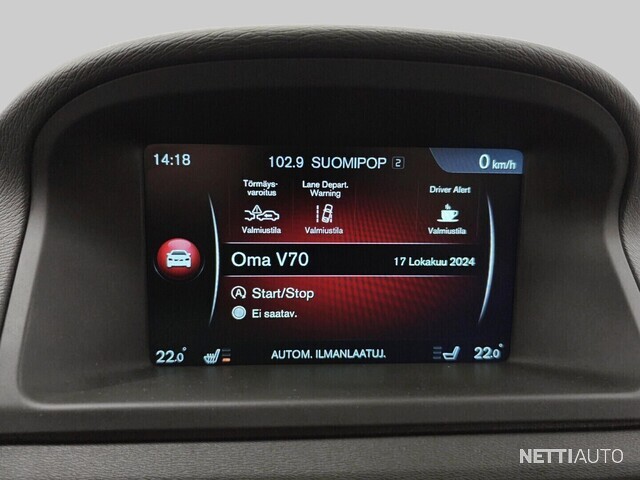 14:18 102.9 SUOMIPOP 2 0 km/h
Törmäys-
varoitus
Valmiustila
Lane Depart.
Warning
Valmiustila
Driver Alert
Valmiustila
Oma V70 17 Lokakuu 2024
A Start/Stop
Ei saatav.
22.0° AUTOM. ILMANLAATUJ. 22.0°
NETTIAUTO